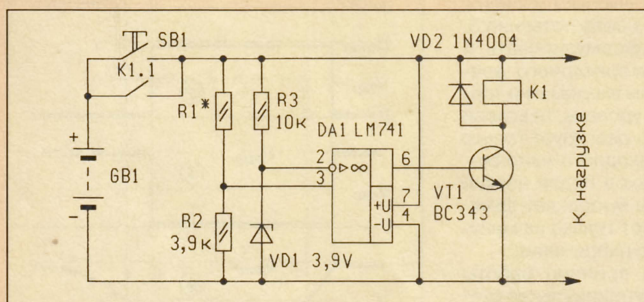 SB1
K1.1
R1*
R3
10к
VD2 1N4004
K1
DA1 LM741
2
▷∞
6
3
7
+U
4
-U
VT1
BC343
+
GB1
-
R2
3,9к
VD1 3,9V
К нагрузке